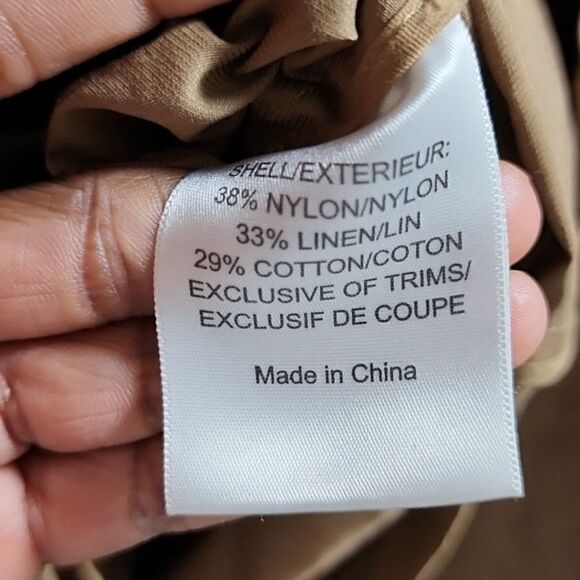 SHELL/EXTERIEUR:
38% NYLON/NYLON
33% LINEN/LIN
29% COTTON/COTON
EXCLUSIVE OF TRIMS/
EXCLUSIF DE COUPE
Made in China